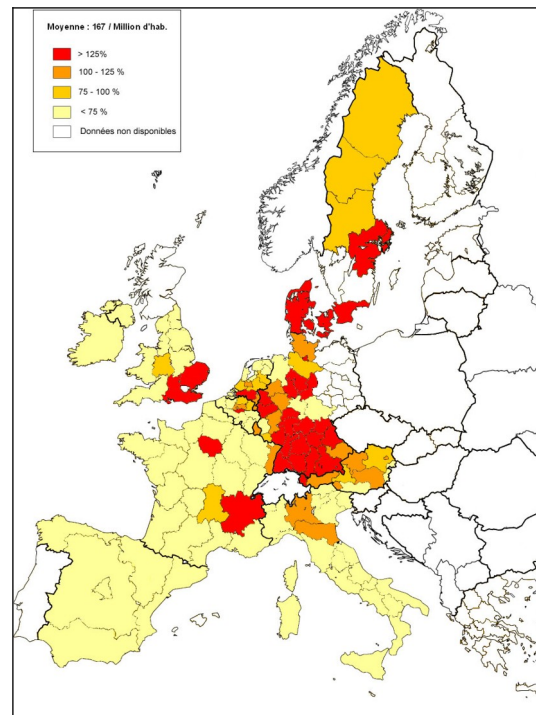 Moyenne : 167 / Million d'hab.
> 125%
100 - 125 %
75 - 100 %
< 75 %
Données non disponibles